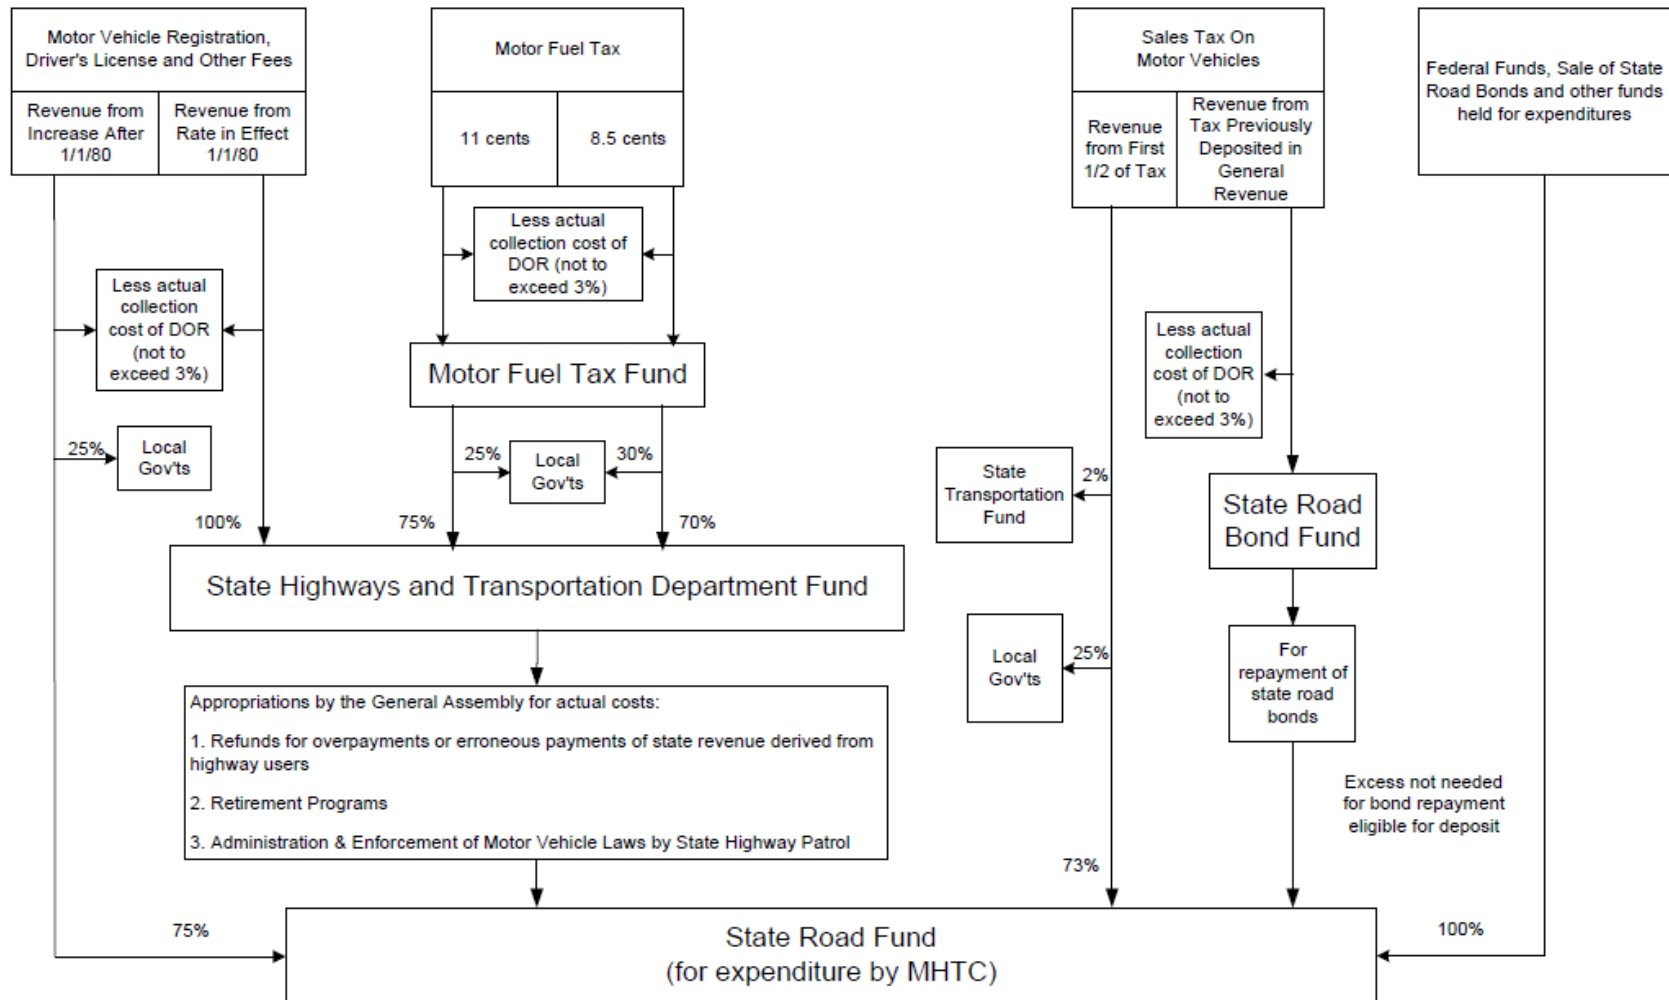 Motor Vehicle Registration,
Driver's License and Other Fees
Revenue from
Increase After
1/1/80
Revenue from
Rate in Effect
1/1/80
Motor Fuel Tax
11 cents
8.5 cents
Sales Tax On
Motor Vehicles
Revenue
from First
1/2 of Tax
Revenue from
Tax Previously
Deposited in
General
Revenue
Federal Funds, Sale of State
Road Bonds and other funds
held for expenditures
Less actual
collection
cost of DOR
(not to
exceed 3%)
Less actual
collection cost of
DOR (not to
exceed 3%)
Less actual
collection
cost of DOR
(not to
exceed 3%)
Motor Fuel Tax Fund
25%
Local
Gov'ts
25%
Local
Gov'ts
30%
State
Transportation
Fund
2%
State Road
Bond Fund
100%
75%
70%
State Highways and Transportation Department Fund
Local
Gov'ts
25%
For
repayment of
state road
bonds
Appropriations by the General Assembly for actual costs:
1. Refunds for overpayments or erroneous payments of state revenue derived from
highway users
2. Retirement Programs
3. Administration & Enforcement of Motor Vehicle Laws by State Highway Patrol
Excess not needed
for bond repayment
eligible for deposit
73%
75%
State Road Fund
(for expenditure by MHTC)
100%